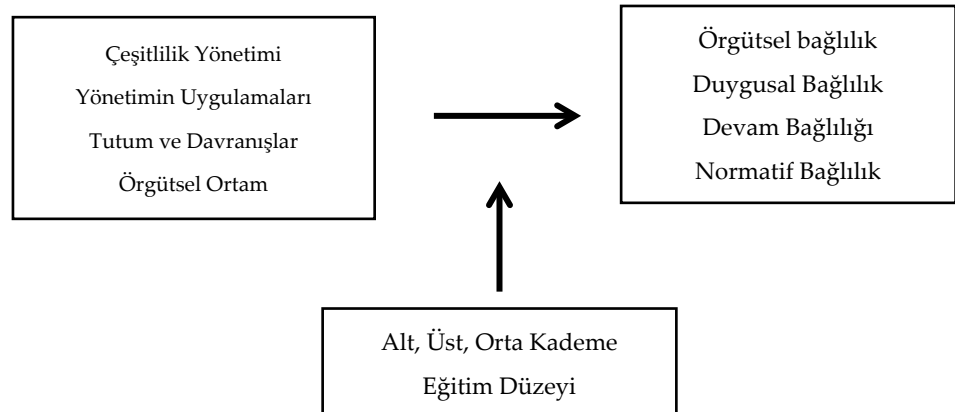 Çeşitlilik Yönetimi
Yönetimin Uygulamaları
Tutum ve Davranışlar
Örgütsel Ortam
Örgütsel bağlılık
Duygusal Bağlılık
Devam Bağlılığı
Normatif Bağlılık
Alt, Üst, Orta Kademe
Eğitim Düzeyi